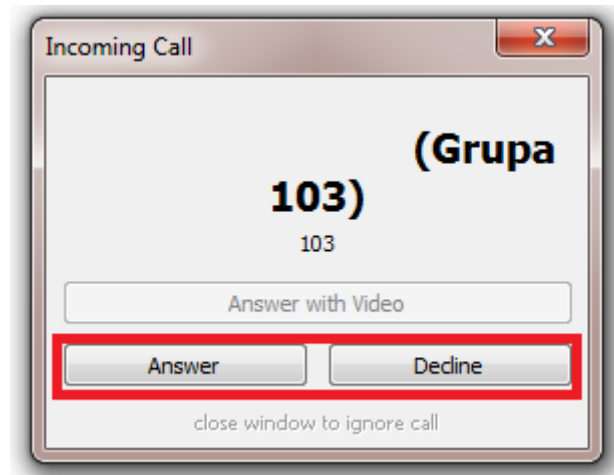 Incoming Call
(Grupa
103)
103
Answer with Video
Answer
Decline
close window to ignore call